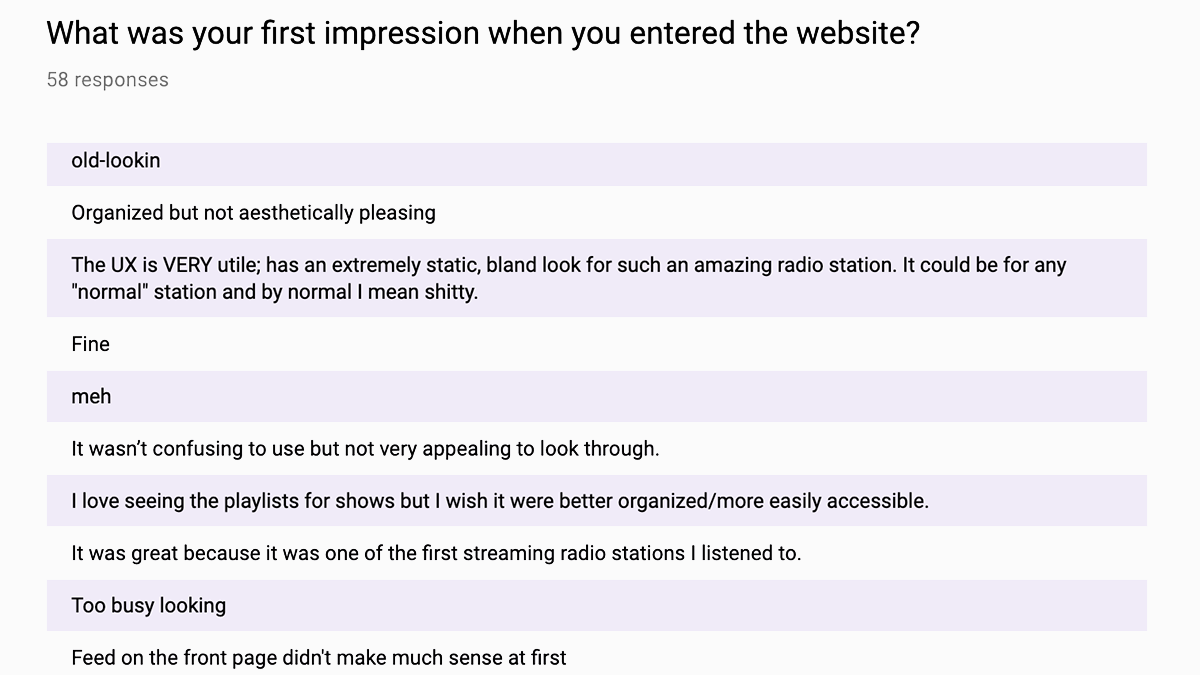 What was your first impression when you entered the website?
58 responses
old-lookin
Organized but not aesthetically pleasing
The UX is VERY utile; has an extremely static, bland look for such an amazing radio station. It could be for any
"normal" station and by normal I mean shitty.
Fine
meh
It wasn’t confusing to use but not very appealing to look through.
I love seeing the playlists for shows but I wish it were better organized/more easily accessible.
It was great because it was one of the first streaming radio stations I listened to.
Too busy looking
Feed on the front page didn't make much sense at first